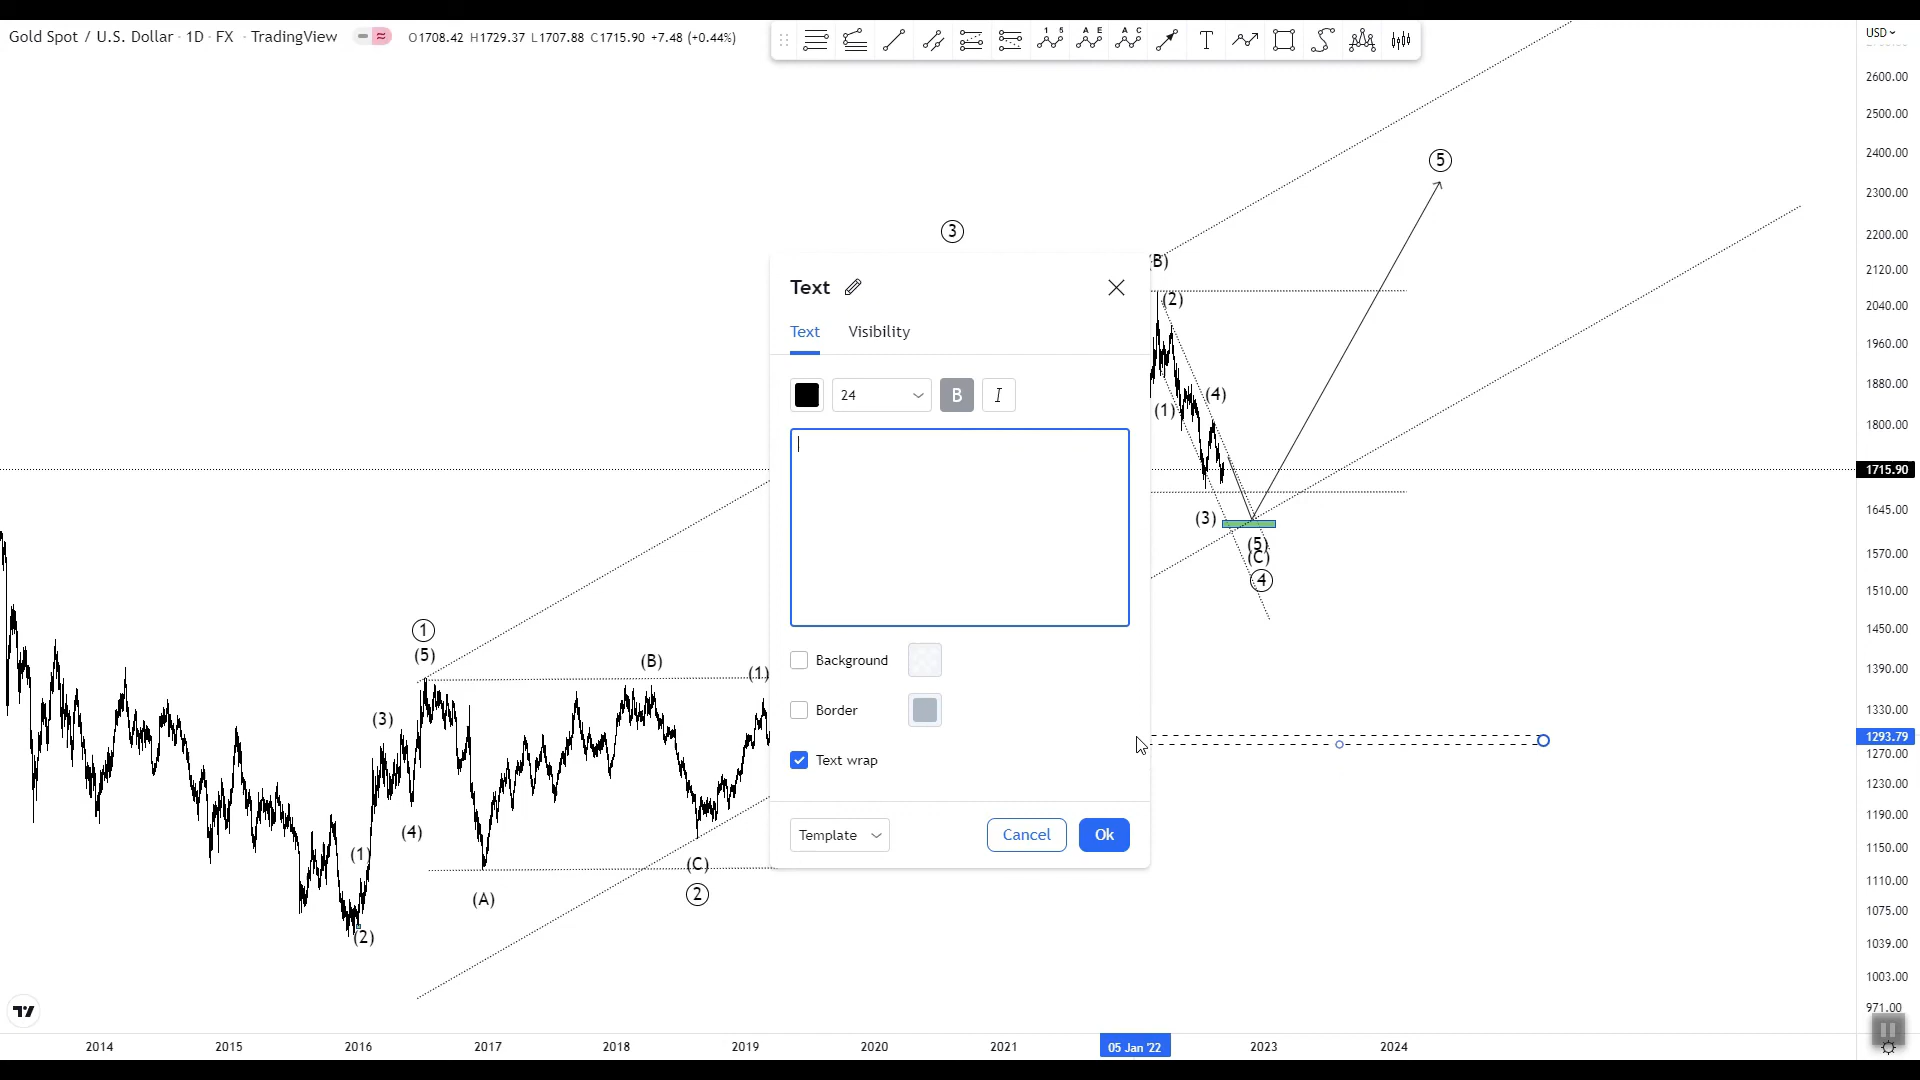 Gold Spot / U.S. Dollar · 1D · FX · TradingView
O1708.42 H1729.37 L1707.88 C1715.90 +7.48 (+0.44%)
1 5
A E
A C
T
USD
2600.00
2500.00
2400.00
2300.00
2200.00
2120.00
2040.00
1960.00
1880.00
1800.00
1715.90
1645.00
1570.00
1510.00
1450.00
1390.00
1330.00
1293.79
1270.00
1230.00
1190.00
1150.00
1110.00
1075.00
1039.00
1003.00
971.00
5
3
(B)
(2)
(4)
(1)
(3)
(5)
(C)
4
Text
Text Visibility
24 B I
Background
Border
Text wrap
Template Cancel Ok
1
(5)
(B)
(1)
(3)
(4)
(1)
(C)
2
(A)
(2)
2014 2015 2016 2017 2018 2019 2020 2021 05 Jan '22 2023 2024